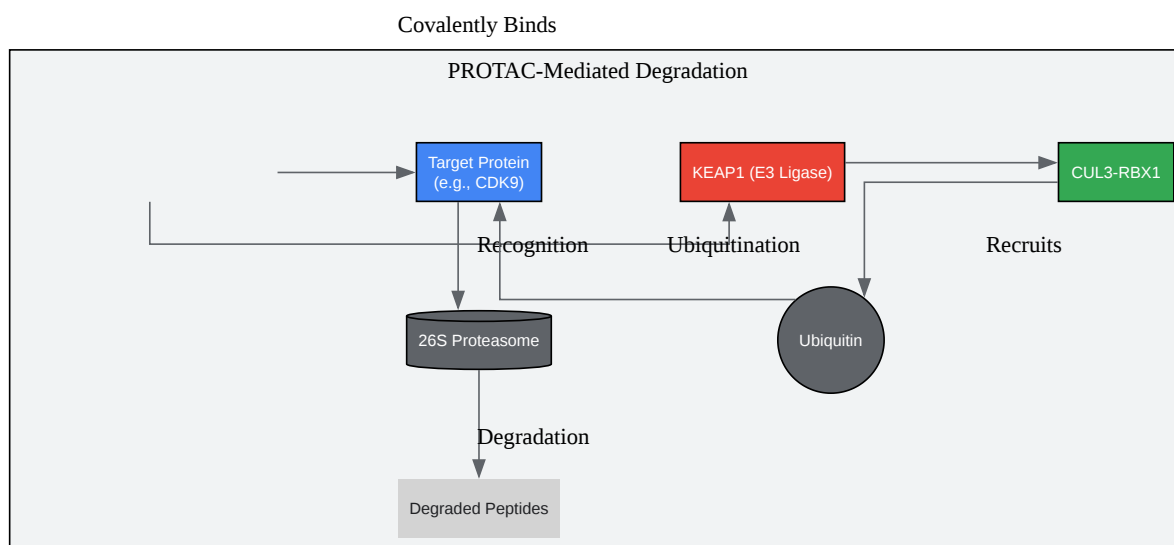 Covalently Binds
PROTAC-Mediated Degradation
Target Protein
(e.g., CDK9)
KEAP1 (E3 Ligase)
CUL3-RBX1
Recognition
Ubiquitination
Recruits
26S Proteasome
Ubiquitin
Degradation
Degraded Peptides